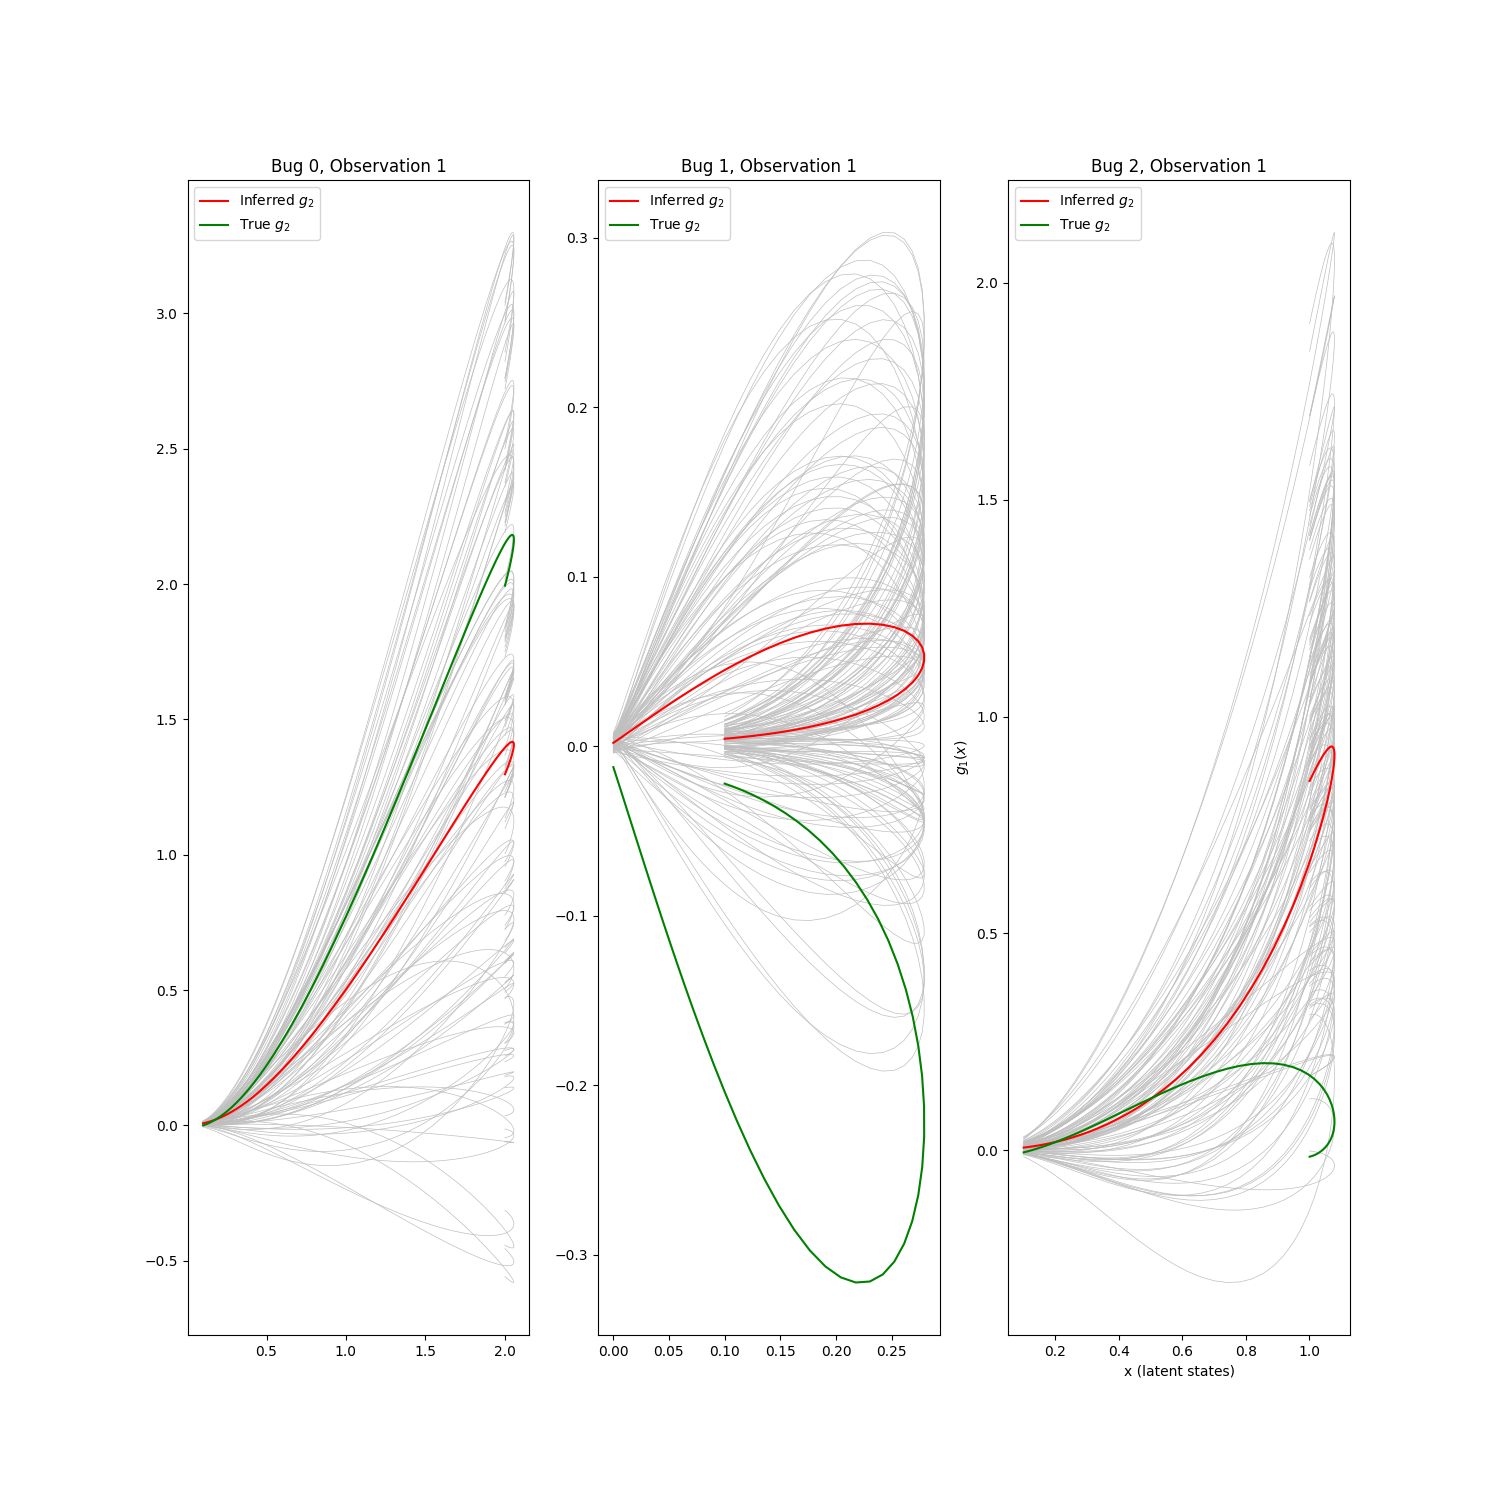 Bug 0, Observation 1
Inferred g₂
True g₂
3.0
2.5
2.0
1.5
1.0
0.5
0.0
−0.5
0.5 1.0 1.5 2.0
Bug 1, Observation 1
Inferred g₂
True g₂
0.3
0.2
0.1
0.0
−0.1
−0.2
−0.3
0.00 0.05 0.10 0.15 0.20 0.25
Bug 2, Observation 1
Inferred g₂
True g₂
g₁(x)
2.0
1.5
1.0
0.5
0.0
0.2 0.4 0.6 0.8 1.0
x (latent states)